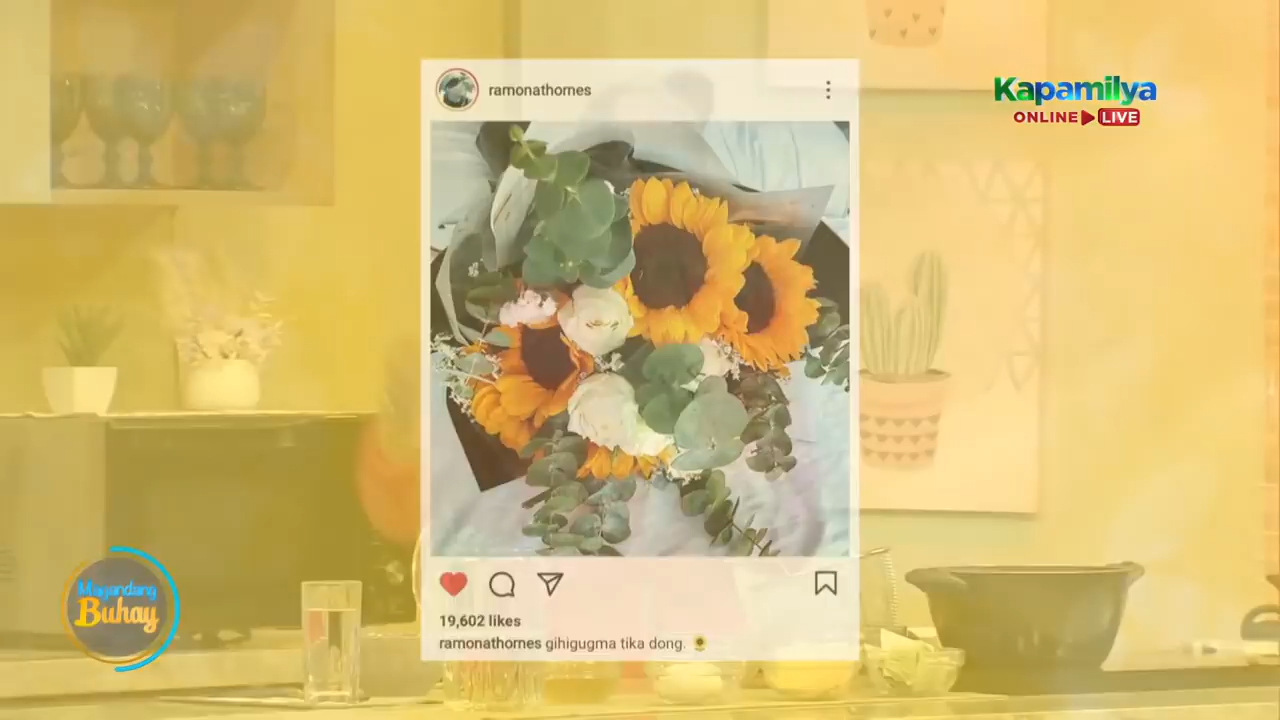 ramonathornes
Kapamilya
ONLINE LIVE
Magandang
Buhay
19,602 likes
ramonathornes gihigugma tika dong. 🌻